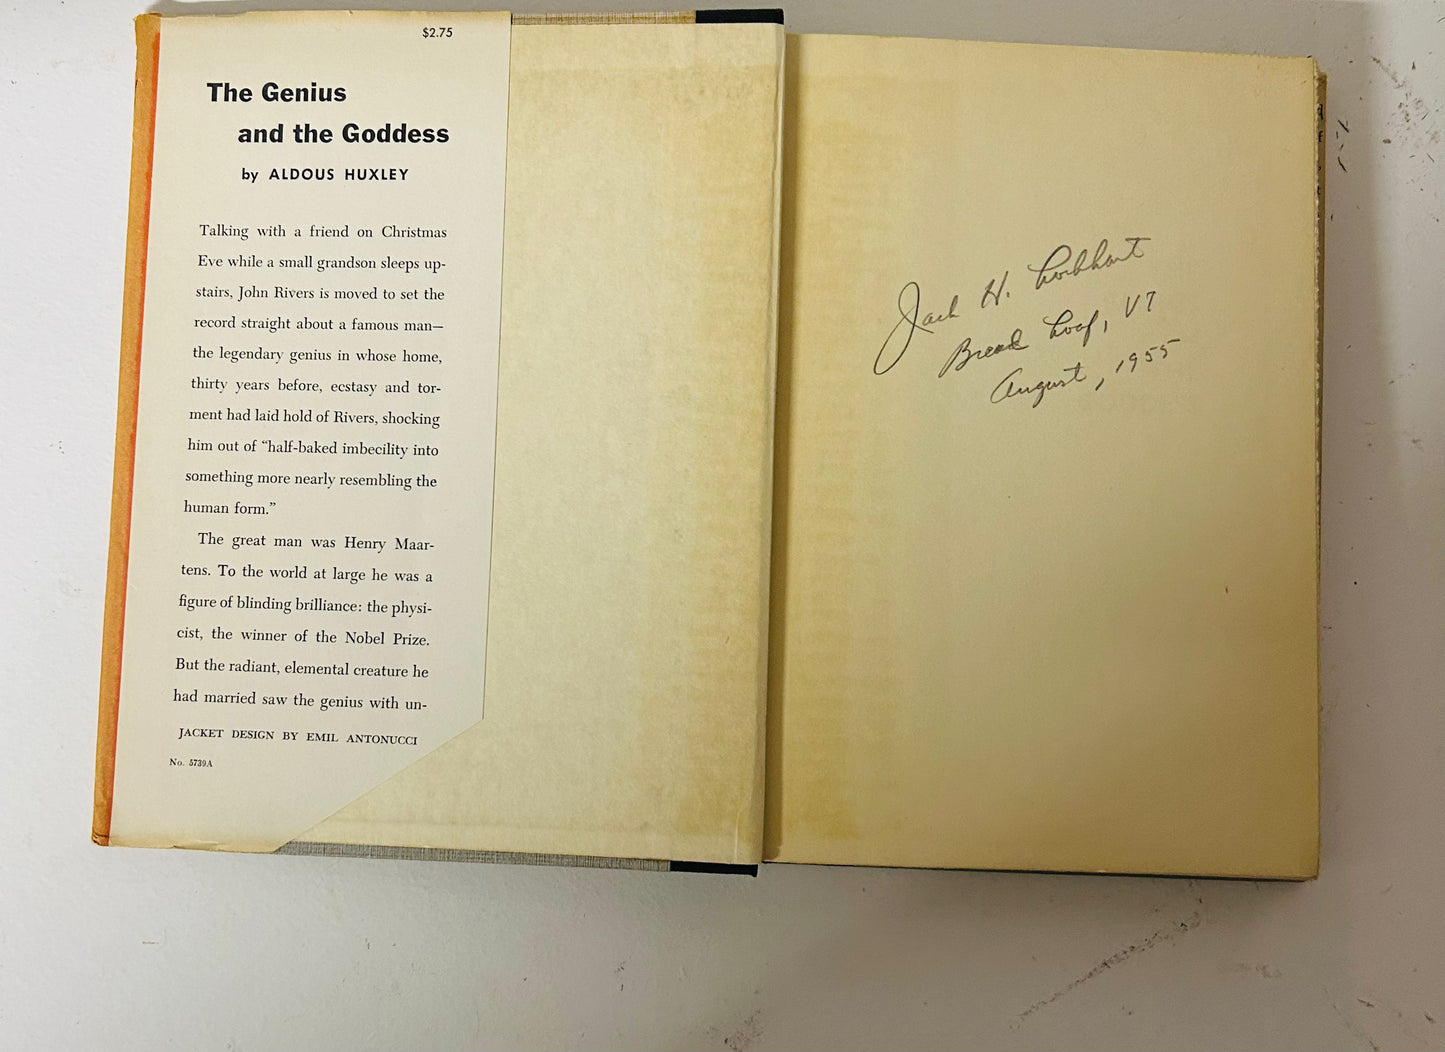 $2.75
The Genius
and the Goddess
by ALDOUS HUXLEY
Talking with a friend on Christmas
Eve while a small grandson sleeps up-
stairs, John Rivers is moved to set the
record straight about a famous man—
the legendary genius in whose home,
thirty years before, ecstasy and tor-
ment had laid hold of Rivers, shocking
him out of “half-baked imbecility into
something more nearly resembling the
human form.”
The great man was Henry Maar-
tens. To the world at large he was a
figure of blinding brilliance: the physi-
cist, the winner of the Nobel Prize.
But the radiant, elemental creature he
had married saw the genius with un-
JACKET DESIGN BY EMIL ANTONUCCI
No. 5739A
Jack H. Lockhart
Bread Loaf, VT
August, 1955